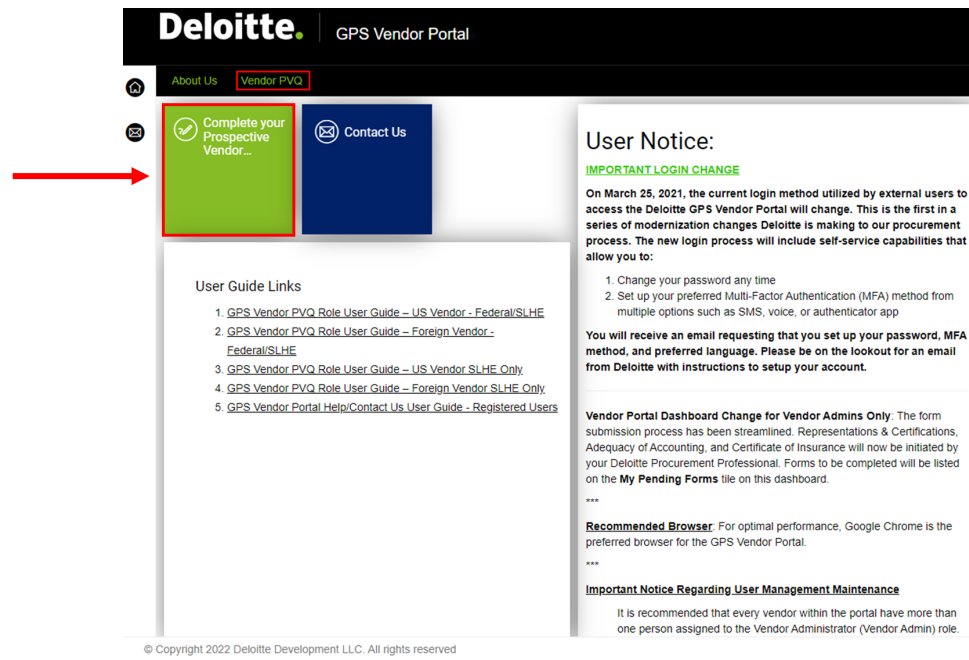 Deloitte.
GPS Vendor Portal
About Us
Vendor PVQ
Complete your
Prospective
Vendor...
Contact Us
User Guide Links
1. GPS Vendor PVQ Role User Guide – US Vendor - Federal/SLHE
2. GPS Vendor PVQ Role User Guide – Foreign Vendor -
Federal/SLHE
3. GPS Vendor PVQ Role User Guide – US Vendor SLHE Only
4. GPS Vendor PVQ Role User Guide – Foreign Vendor SLHE Only
5. GPS Vendor Portal Help/Contact Us User Guide - Registered Users
User Notice:
IMPORTANT LOGIN CHANGE
On March 25, 2021, the current login method utilized by external users to
access the Deloitte GPS Vendor Portal will change. This is the first in a
series of modernization changes Deloitte is making to our procurement
process. The new login process will include self-service capabilities that
allow you to:
1. Change your password any time
2. Set up your preferred Multi-Factor Authentication (MFA) method from
multiple options such as SMS, voice, or authenticator app
You will receive an email requesting that you set up your password, MFA
method, and preferred language. Please be on the lookout for an email
from Deloitte with instructions to setup your account.
Vendor Portal Dashboard Change for Vendor Admins Only: The form
submission process has been streamlined. Representations & Certifications,
Adequacy of Accounting, and Certificate of Insurance will now be initiated by
your Deloitte Procurement Professional. Forms to be completed will be listed
on the My Pending Forms tile on this dashboard.
***
Recommended Browser: For optimal performance, Google Chrome is the
preferred browser for the GPS Vendor Portal.
***
Important Notice Regarding User Management Maintenance
It is recommended that every vendor within the portal have more than
one person assigned to the Vendor Administrator (Vendor Admin) role.
© Copyright 2022 Deloitte Development LLC. All rights reserved